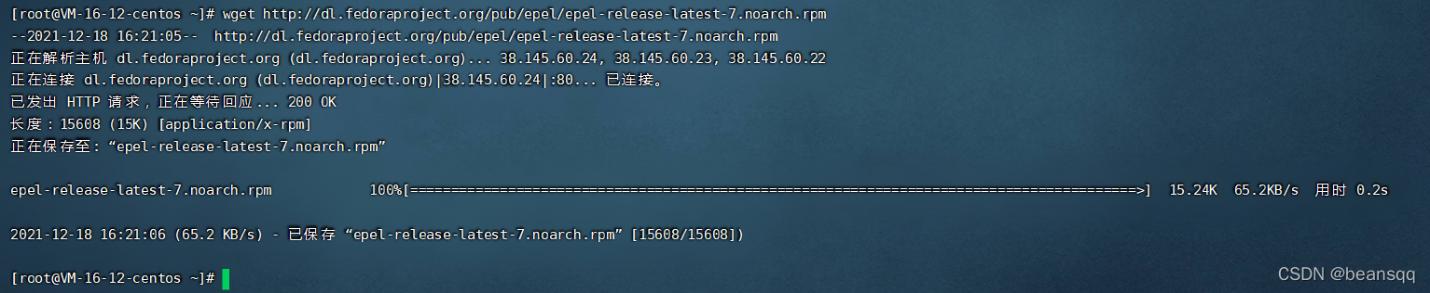 [root@VM-16-12-centos ~]# wget http://dl.fedoraproject.org/pub/epel/epel-release-latest-7.noarch.rpm
--2021-12-18 16:21:05--  http://dl.fedoraproject.org/pub/epel/epel-release-latest-7.noarch.rpm
正在解析主机 dl.fedoraproject.org (dl.fedoraproject.org)... 38.145.60.24, 38.145.60.23, 38.145.60.22
正在连接 dl.fedoraproject.org (dl.fedoraproject.org)|38.145.60.24|:80... 已连接。
已发出 HTTP 请求，正在等待回应... 200 OK
长度：15608 (15K) [application/x-rpm]
正在保存至: “epel-release-latest-7.noarch.rpm”
epel-release-latest-7.noarch.rpm 100%[=========================================================================================>] 15.24K 65.2KB/s 用时 0.2s
2021-12-18 16:21:06 (65.2 KB/s) - 已保存 “epel-release-latest-7.noarch.rpm” [15608/15608])
[root@VM-16-12-centos ~]#
CSDN @beansqq